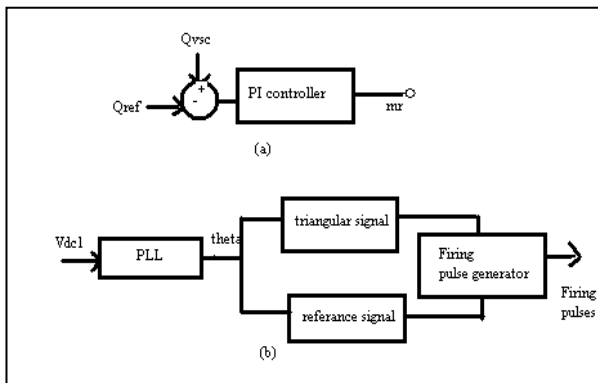 Qvsc
+
-
Qref
PI controller
mr
(a)
Vdc1
PLL
theta
triangular signal
referance signal
Firing
pulse generator
Firing
pulses
(b)